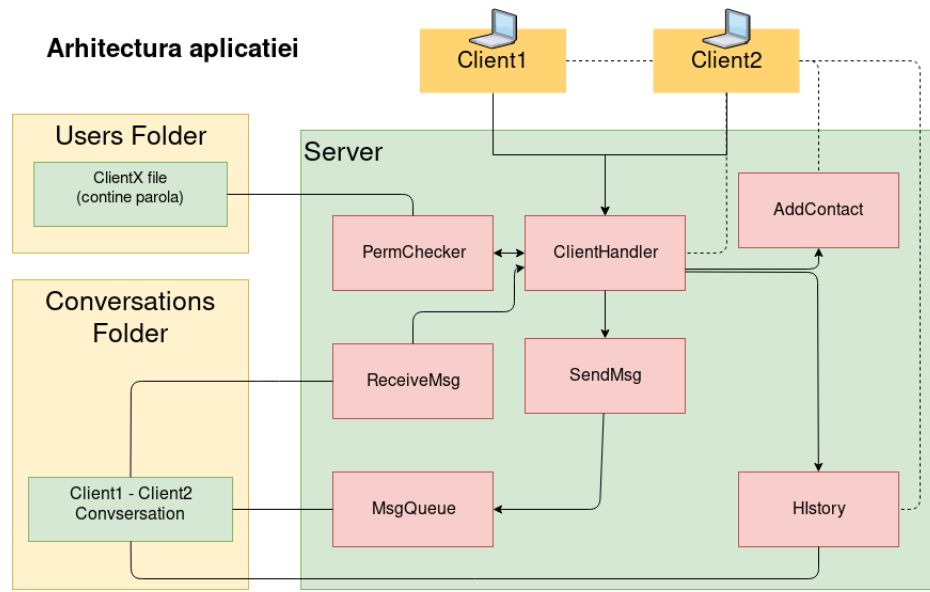 Arhitectura aplicatiei
Client1
Client2
Users Folder
ClientX file
(contine parola)
Server
AddContact
PermChecker
ClientHandler
Conversations
Folder
ReceiveMsg
SendMsg
Client1 - Client2
Convsersation
MsgQueue
HIstory